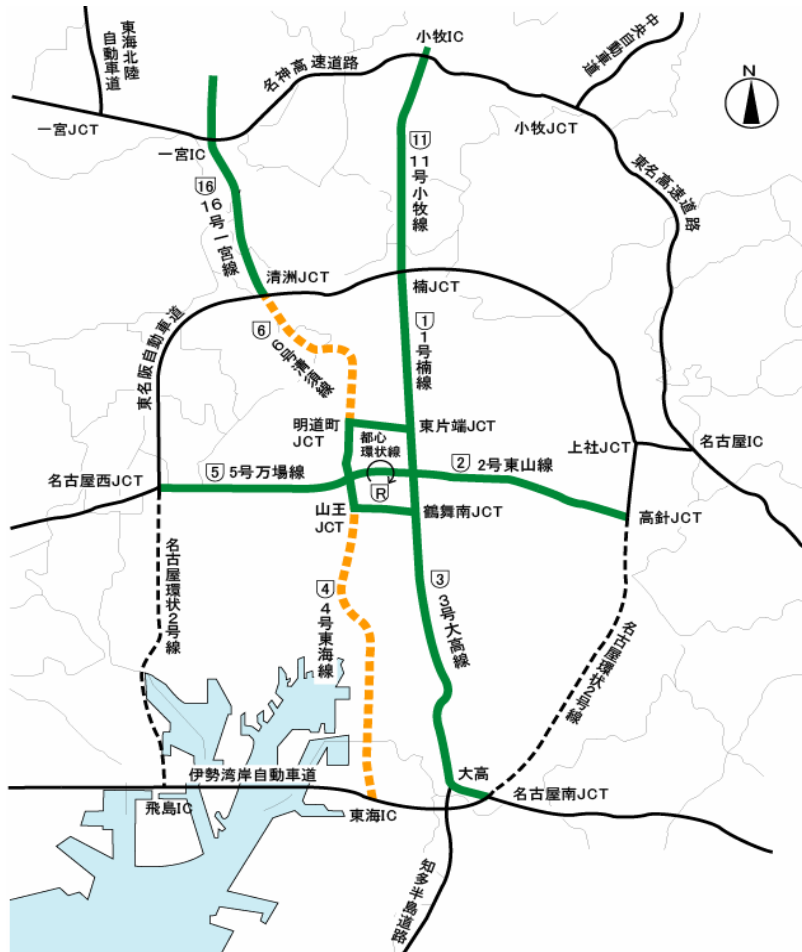 小牧IC
東海北陸
自動車道
名神高速道路
中央自動車道
N
一宮JCT
小牧JCT
一宮IC
11
11号小牧線
東名高速道路
16
16号一宮線
清洲JCT
楠JCT
東名阪自動車道
6
6号清須線
1
1号楠線
明道町
JCT
都心
環状線
東片端JCT
上社JCT
名古屋IC
名古屋西JCT
5
5号万場線
2
2号東山線
R
山王
JCT
鶴舞南JCT
高針JCT
名古屋環状2号線
4
4号東海線
3
3号大高線
名古屋環状2号線
伊勢湾岸自動車道
大高
飛島IC
東海IC
名古屋南JCT
知多半島道路